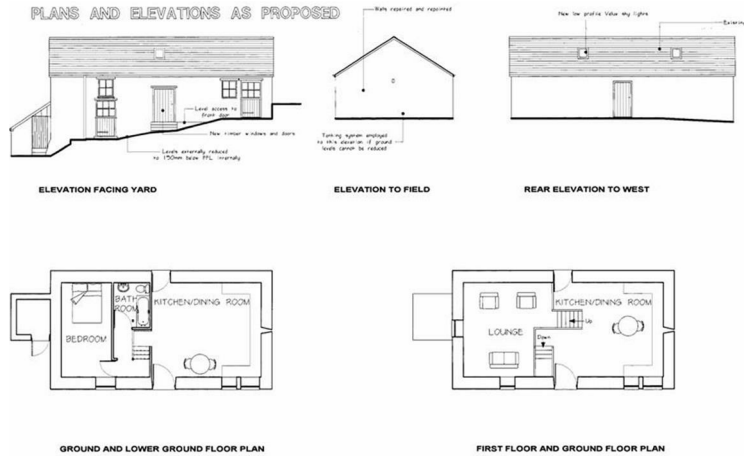 PLANS AND ELEVATIONS AS PROPOSED
Walls repaired and repointed
New low profile Velux sky lights
Existing
Level access to
front door
New timber windows and doors
Levels externally reduced
to 150mm below FFL internally
Tanking system employed
to this elevation if ground
levels cannot be reduced
ELEVATION FACING YARD
ELEVATION TO FIELD
REAR ELEVATION TO WEST
BATH
ROOM
KITCHEN/DINING ROOM
BEDROOM
KITCHEN/DINING ROOM
LOUNGE
Up
Down
GROUND AND LOWER GROUND FLOOR PLAN
FIRST FLOOR AND GROUND FLOOR PLAN